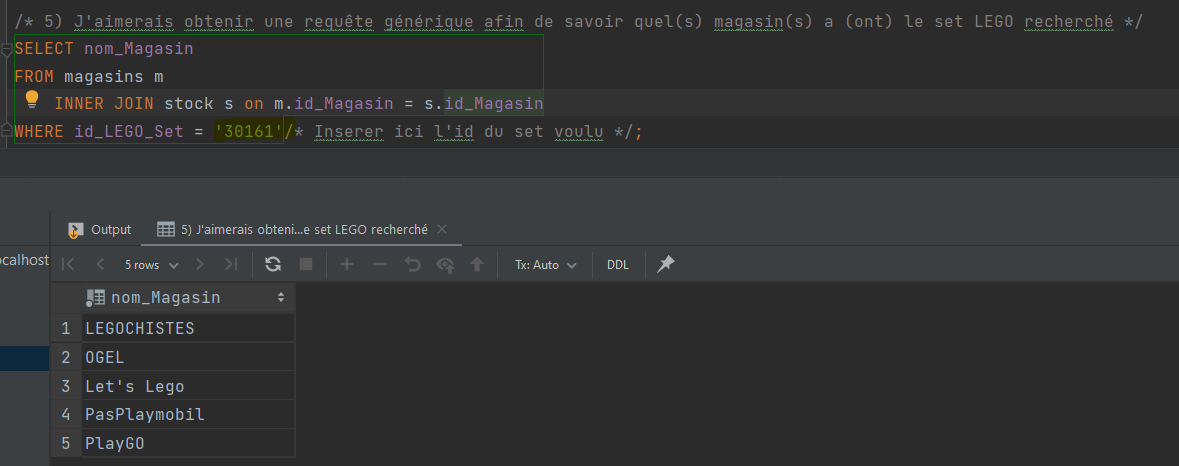 /* 5) J'aimerais obtenir une requête générique afin de savoir quel(s) magasin(s) a (ont) le set LEGO recherché */
SELECT nom_Magasin
FROM magasins m
INNER JOIN stock s on m.id_Magasin = s.id_Magasin
WHERE id_LEGO_Set = '30161'/* Inserer ici l'id du set voulu */;
Output
5) J'aimerais obteni...e set LEGO recherché
ocalhost
5 rows
Tx: Auto
DDL
nom_Magasin
1 LEGOCHISTES
2 OGEL
3 Let's Lego
4 PasPlaymobil
5 PlayGO